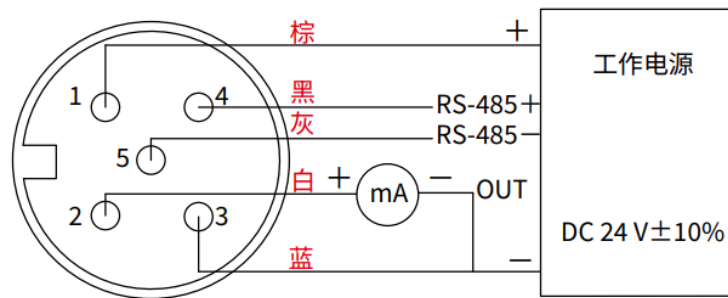 棕 +
工作电源
1 4 黑 RS-485+
灰 RS-485−
5
白 + mA − OUT
2 3
DC 24 V±10%
蓝 −